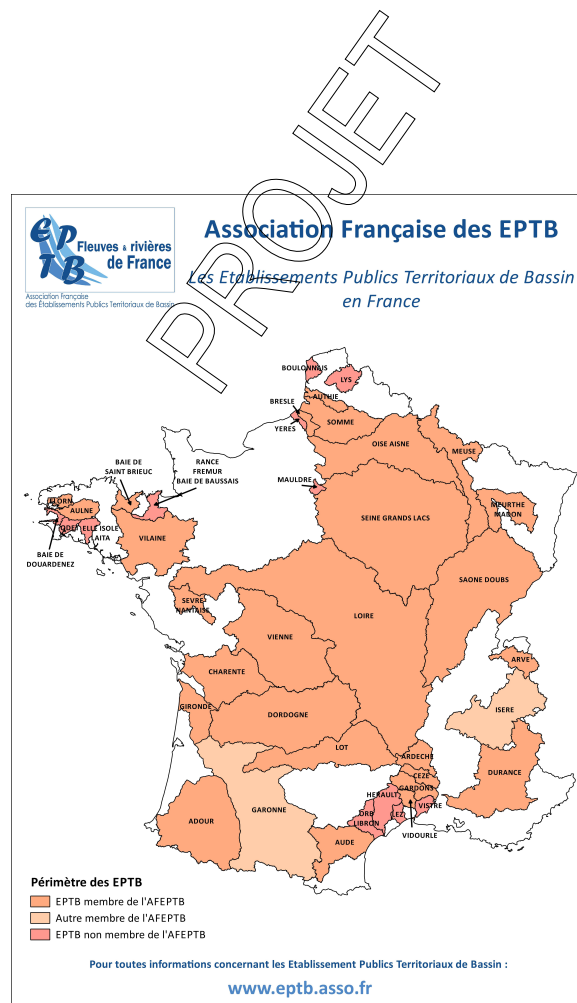 PROJET
EPTB
Fleuves & rivières
de France
Association Française
des Établissements Publics Territoriaux de Bassin
Association Française des EPTB
Les Etablissements Publics Territoriaux de Bassin
en France
BOULONNAIS
LYS
AUTHIE
BRESLE
SOMME
YERES
OISE AISNE
MEUSE
BAIE DE
SAINT BRIEUC
RANCE
FREMUR
BAIE DE BAUSSAIS
MAULDRE
MEURTHE
MADON
ELORN
AULNE
SEINE GRANDS LACS
ODET
ELLE ISOLE
LAITA
VILAINE
BAIE DE
DOUARDENEZ
SAONE DOUBS
SEVRE
NANTAISE
LOIRE
VIENNE
ARVE
CHARENTE
GIRONDE
ISERE
DORDOGNE
LOT
ARDECHE
CEZE
DURANCE
GARDONS
HERAULT
VISTRE
GARONNE
ORB
LIBRON
LEZ
ADOUR
VIDOURLE
AUDE
Périmètre des EPTB
EPTB membre de l'AFEPTB
Autre membre de l'AFEPTB
EPTB non membre de l'AFEPTB
Pour toutes informations concernant les Etablissement Publics Territoriaux de Bassin :
www.eptb.asso.fr